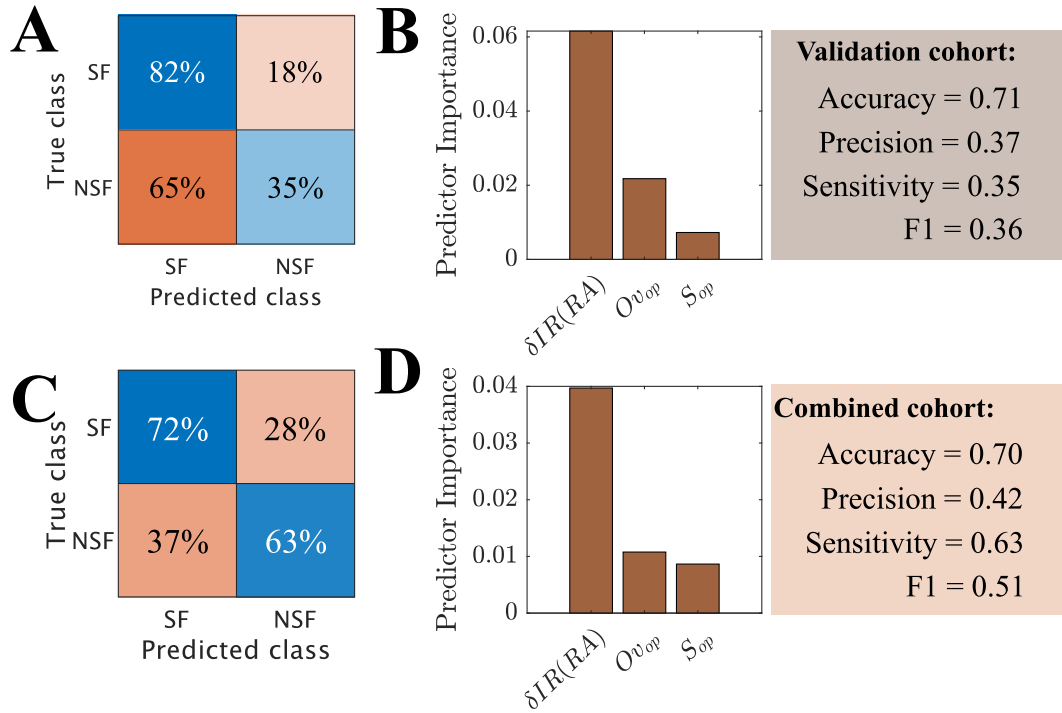 A
True class
SF
NSF
82%
18%
65%
35%
SF
NSF
Predicted class
B
Predictor Importance
0.06
0.04
0.02
0
δIR(RA)
Ov_op
S_op
Validation cohort:
Accuracy = 0.71
Precision = 0.37
Sensitivity = 0.35
F1 = 0.36
C
True class
SF
NSF
72%
28%
37%
63%
SF
NSF
Predicted class
D
Predictor Importance
0.04
0.03
0.02
0.01
0
δIR(RA)
Ov_op
S_op
Combined cohort:
Accuracy = 0.70
Precision = 0.42
Sensitivity = 0.63
F1 = 0.51